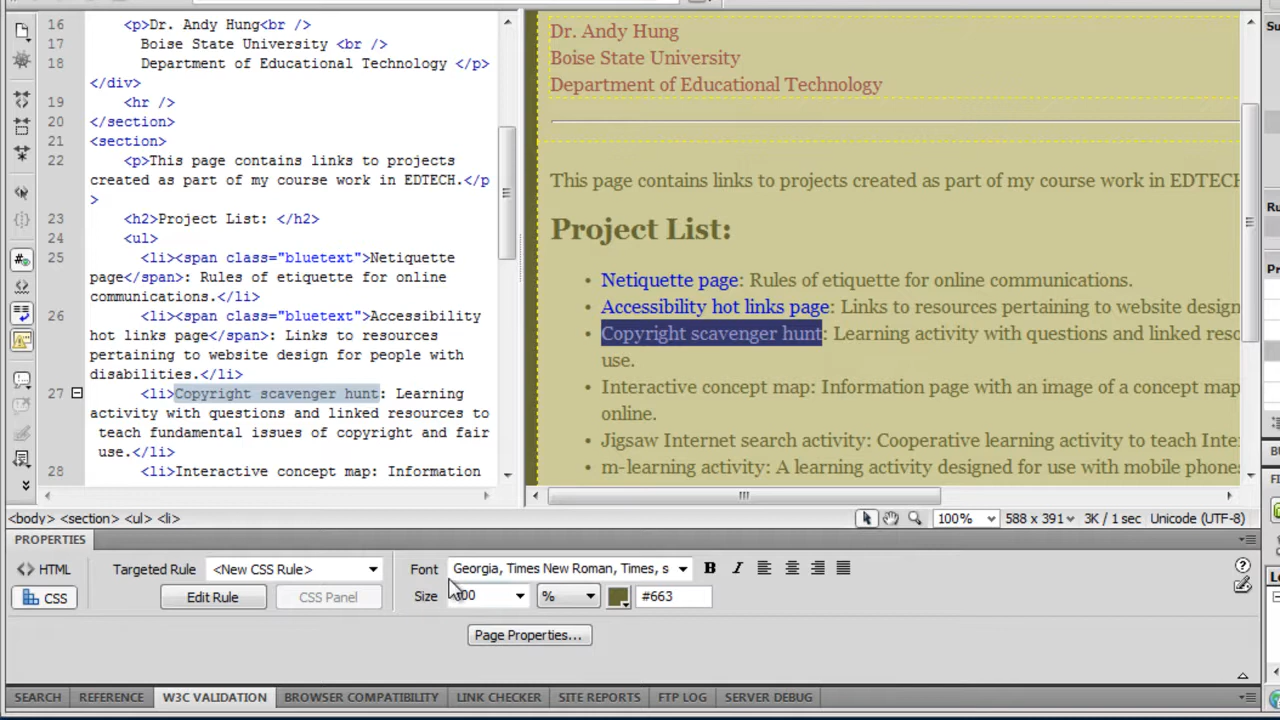 16 <p>Dr. Andy Hung<br />
17 Boise State University <br />
18 Department of Educational Technology </p>
</div>
19 <hr />
20 </section>
21 <section>
22 <p>This page contains links to projects
created as part of my course work in EDTECH.</p
>
23 <h2>Project List: </h2>
24 <ul>
25 <li><span class="bluetext">Netiquette
page</span>: Rules of etiquette for online
communications.</li>
26 <li><span class="bluetext">Accessibility
hot links page</span>: Links to resources
pertaining to website design for people with
disabilities.</li>
27 <li>Copyright scavenger hunt: Learning
activity with questions and linked resources to
teach fundamental issues of copyright and fair
use.</li>
28 <li>Interactive concept map: Information
Dr. Andy Hung
Boise State University
Department of Educational Technology
This page contains links to projects created as part of my course work in EDTECH
Project List:
• Netiquette page: Rules of etiquette for online communications.
• Accessibility hot links page: Links to resources pertaining to website design
• Copyright scavenger hunt: Learning activity with questions and linked reso
use.
• Interactive concept map: Information page with an image of a concept map
online.
• Jigsaw Internet search activity: Cooperative learning activity to teach Inte
• m-learning activity: A learning activity designed for use with mobile phones
<body> <section> <ul> <li>
100% 588 x 391 3K / 1 sec Unicode (UTF-8)
PROPERTIES
<> HTML Targeted Rule <New CSS Rule> Font Georgia, Times New Roman, Times, s B I
CSS Edit Rule CSS Panel Size 100 % #663
Page Properties...
SEARCH REFERENCE W3C VALIDATION BROWSER COMPATIBILITY LINK CHECKER SITE REPORTS FTP LOG SERVER DEBUG
Su
Ru
Pr